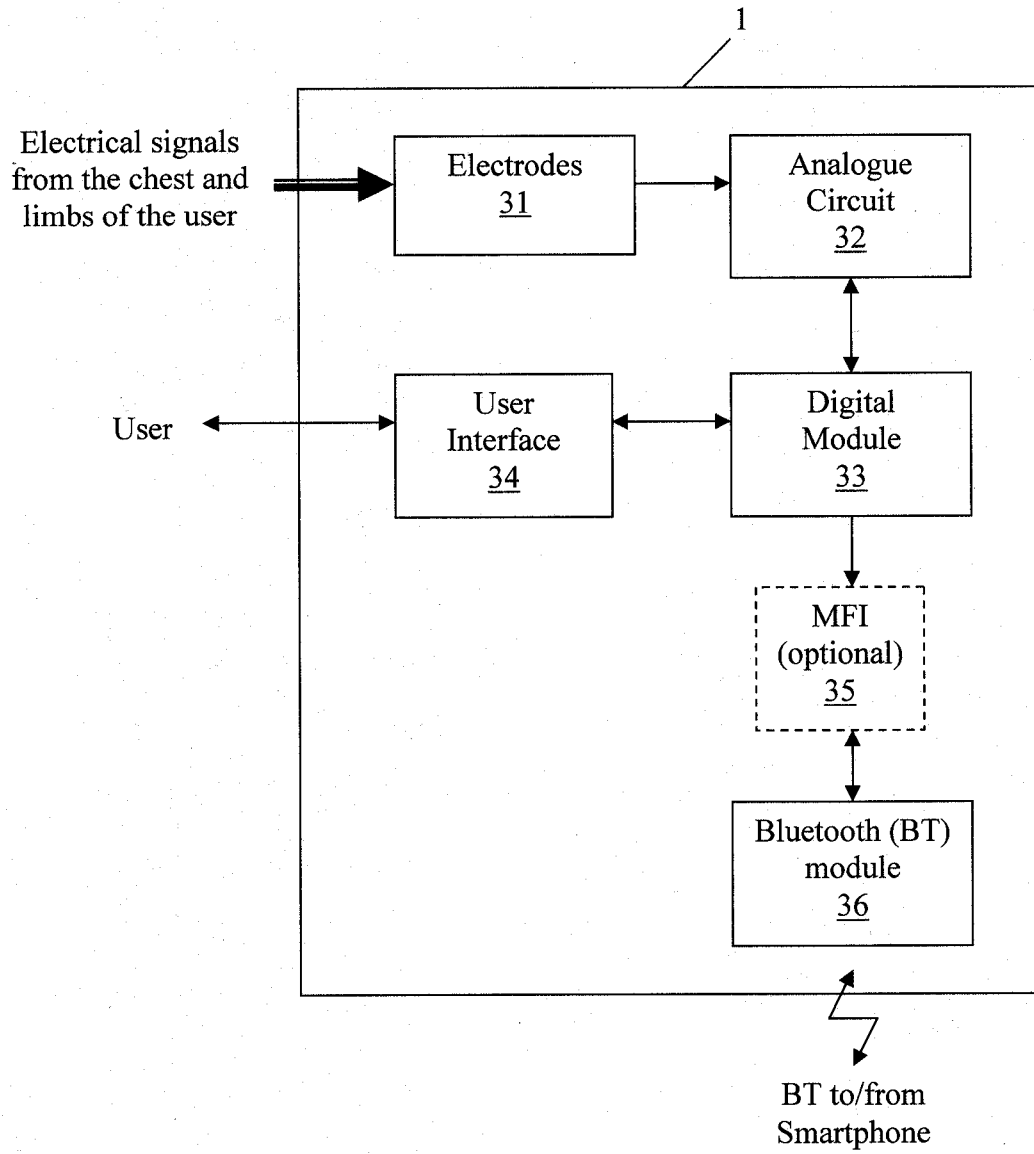 1
Electrical signals
from the chest and
limbs of the user
Electrodes
31
Analogue
Circuit
32
User
User
Interface
34
Digital
Module
33
MFI
(optional)
35
Bluetooth (BT)
module
36
BT to/from
Smartphone